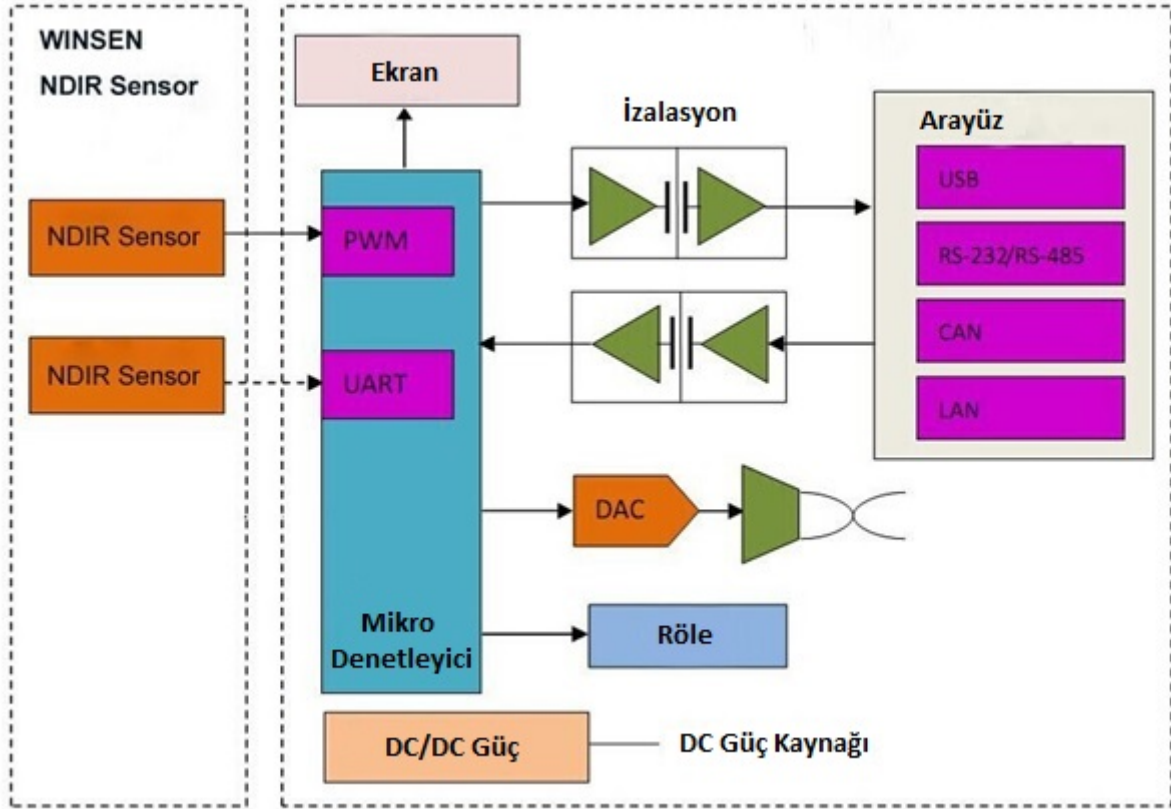 WINSEN
NDIR Sensor
Ekran
İzalasyon
Arayüz
USB
NDIR Sensor
PWM
RS-232/RS-485
CAN
NDIR Sensor
UART
LAN
DAC
Mikro
Denetleyici
Röle
DC/DC Güç
DC Güç Kaynağı